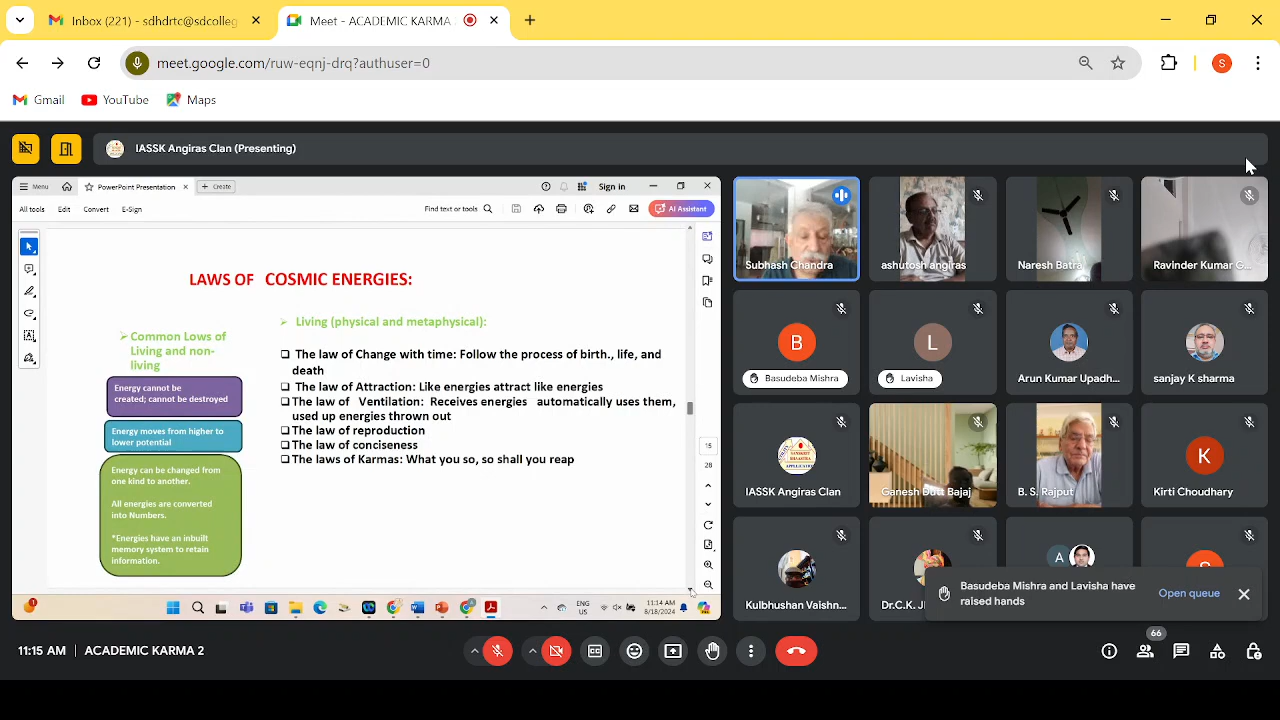 Inbox (221) - sdhdrtc@sdcolleg
Meet - ACADEMIC KARMA
meet.google.com/ruw-eqnj-drq?authuser=0
S
Gmail
YouTube
Maps
IASSK Angiras Clan (Presenting)
Menu
PowerPoint Presentation
Create
Sign in
All tools
Edit
Convert
E-Sign
Find text or tools
AI Assistant
LAWS OF COSMIC ENERGIES:
Common Lows of
Living and non-
living
Energy cannot be
created; cannot be destroyed
Energy moves from higher to
lower potential
Energy can be changed from
one kind to another.
All energies are converted
into Numbers.
*Energies have an inbuilt
memory system to retain
information.
Living (physical and metaphysical):
The law of Change with time: Follow the process of birth., life, and
death
The law of Attraction: Like energies attract like energies
The law of Ventilation: Receives energies automatically uses them,
used up energies thrown out
The law of reproduction
The law of conciseness
The laws of Karmas: What you so, so shall you reap
15
28
ENG
US
11:14 AM
8/18/2024
Subhash Chandra
ashutosh angiras
Naresh Batra
Ravinder Kumar G...
B
Basudeba Mishra
L
Lavisha
Arun Kumar Upadh...
sanjay K sharma
IASSK Angiras Clan
Ganesh Dutt Bajaj
B. S. Rajput
K
Kirti Choudhary
Kulbhushan Vaishn...
Dr.C.K. J
A
Basudeba Mishra and Lavisha have
raised hands
Open queue
11:15 AM
ACADEMIC KARMA 2
66